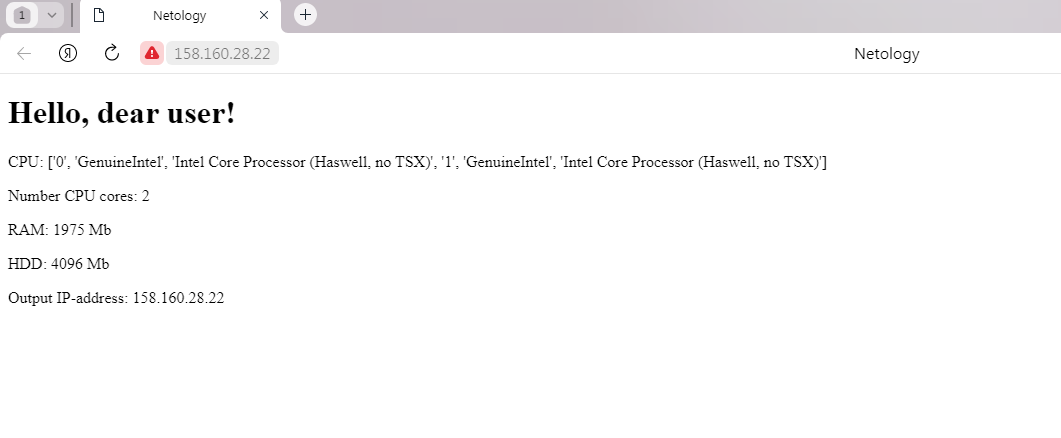 1
Netology
Я
158.160.28.22
Netology
Hello, dear user!
CPU: ['0', 'GenuineIntel', 'Intel Core Processor (Haswell, no TSX)', '1', 'GenuineIntel', 'Intel Core Processor (Haswell, no TSX)']
Number CPU cores: 2
RAM: 1975 Mb
HDD: 4096 Mb
Output IP-address: 158.160.28.22